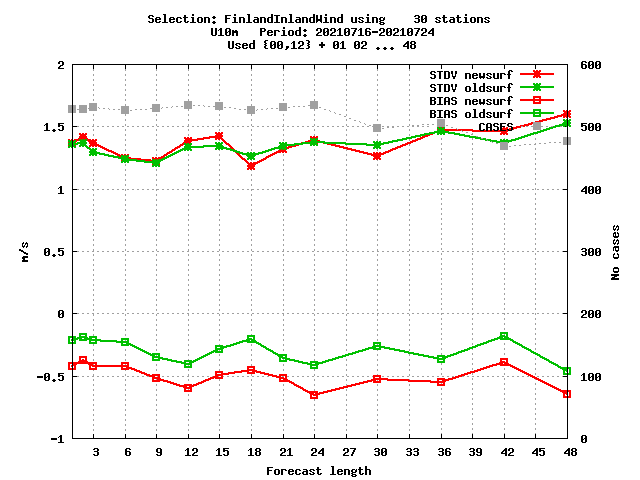 Selection: FinlandInlandWind using    30 stations
U10m   Period: 20210716-20210724
Used {00,12} + 01 02 ... 48
STDV newsurf
STDV oldsurf
BIAS newsurf
BIAS oldsurf
CASES
2
1.5
1
0.5
0
-0.5
-1
m/s
600
500
400
300
200
100
0
No cases
3 6 9 12 15 18 21 24 27 30 33 36 39 42 45 48
Forecast length